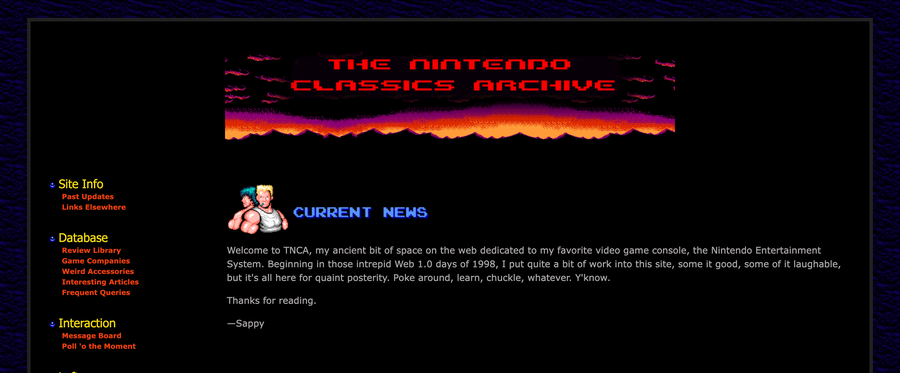 THE NINTENDO
CLASSICS ARCHIVE
Site Info
Past Updates
Links Elsewhere
Database
Review Library
Game Companies
Weird Accessories
Interesting Articles
Frequent Queries
Interaction
Message Board
Poll 'o the Moment
CURRENT NEWS
Welcome to TNCA, my ancient bit of space on the web dedicated to my favorite video game console, the Nintendo Entertainment
System. Beginning in those intrepid Web 1.0 days of 1998, I put quite a bit of work into this site, some it good, some of it laughable,
but it's all here for quaint posterity. Poke around, learn, chuckle, whatever. Y'know.
Thanks for reading.
—Sappy